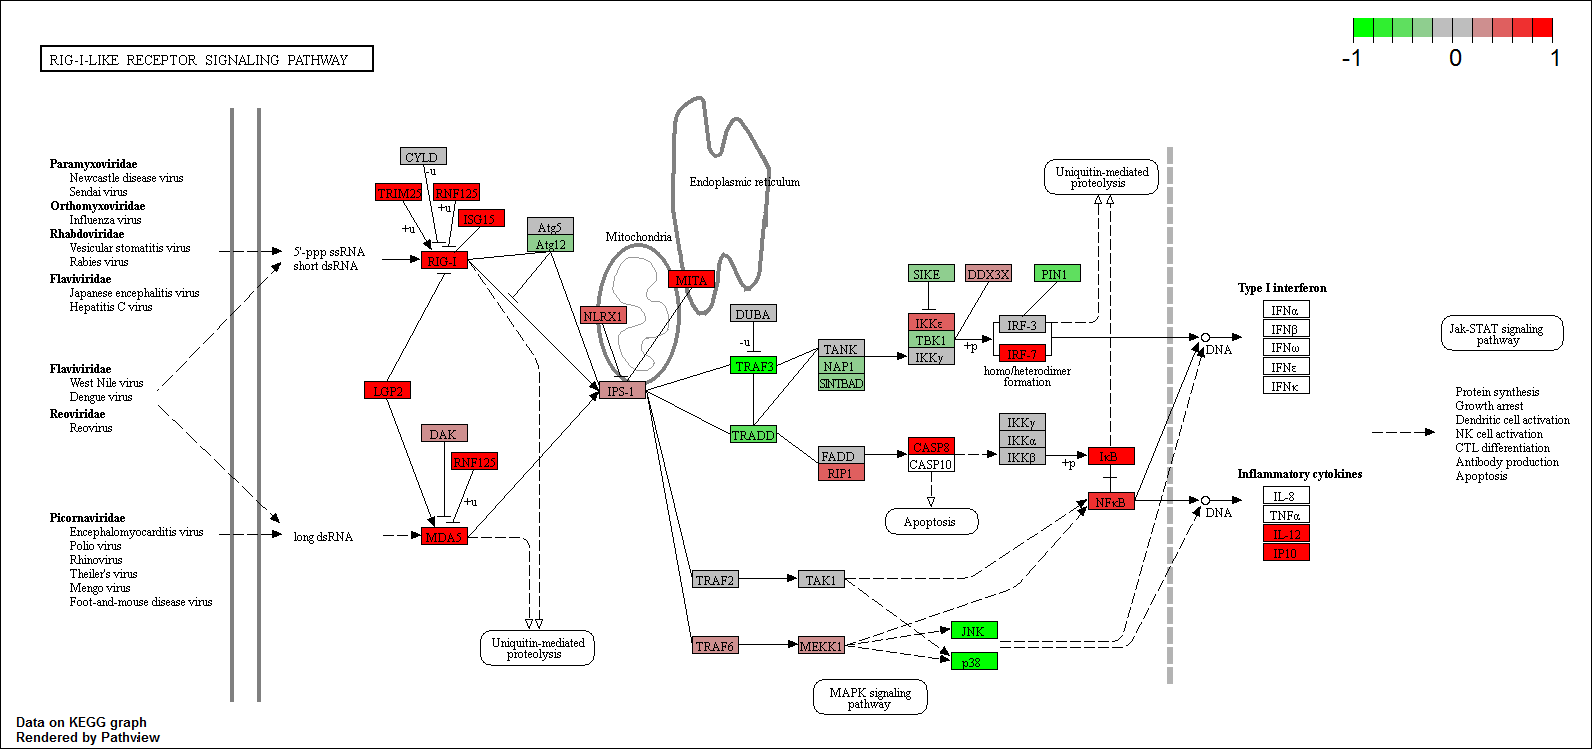 RIG-I-LIKE RECEPTOR SIGNALING PATHWAY
-1 0 1
Paramyxoviridae
Newcastle disease virus
Sendai virus
Orthomyxoviridae
Influenza virus
Rhabdoviridae
Vesicular stomatitis virus
Rabies virus
Flaviviridae
Japanese encephalitis virus
Hepatitis C virus
Flaviviridae
West Nile virus
Dengue virus
Reoviridae
Reovirus
Picornaviridae
Encephalomyocarditis virus
Polio virus
Rhinovirus
Theiler's virus
Mengo virus
Foot-and-mouse disease virus
5'-ppp ssRNA
short dsRNA
long dsRNA
CYLD
-u
TRIM25
RNF125
+u
ISG15
+u
RIG-I
Atg5
Atg12
LGP2
DAK
RNF125
+u
MDA5
Uniquitin-mediated
proteolysis
Endoplasmic reticulum
Mitochondria
MITA
NLRX1
IPS-1
DUBA
-u
TRAF3
TRADD
TANK
NAP1
SINTBAD
FADD
RIP1
TRAF2
TAK1
TRAF6
MEKK1
SIKE
DDX3X
PIN1
IKKε
TBK1
IKKγ
+p
IRF-3
IRF-7
homo/heterodimer
formation
Uniquitin-mediated
proteolysis
CASP8
CASP10
Apoptosis
IKKγ
IKKα
IKKβ
+p
IκB
NFκB
JNK
p38
MAPK signaling
pathway
DNA
DNA
Type I interferon
IFNα
IFNβ
IFNω
IFNε
IFNκ
Inflammatory cytokines
IL-8
TNFα
IL-12
IP10
Jak-STAT signaling
pathway
Protein synthesis
Growth arrest
Dendritic cell activation
NK cell activation
CTL differentiation
Antibody production
Apoptosis
Data on KEGG graph
Rendered by Pathview